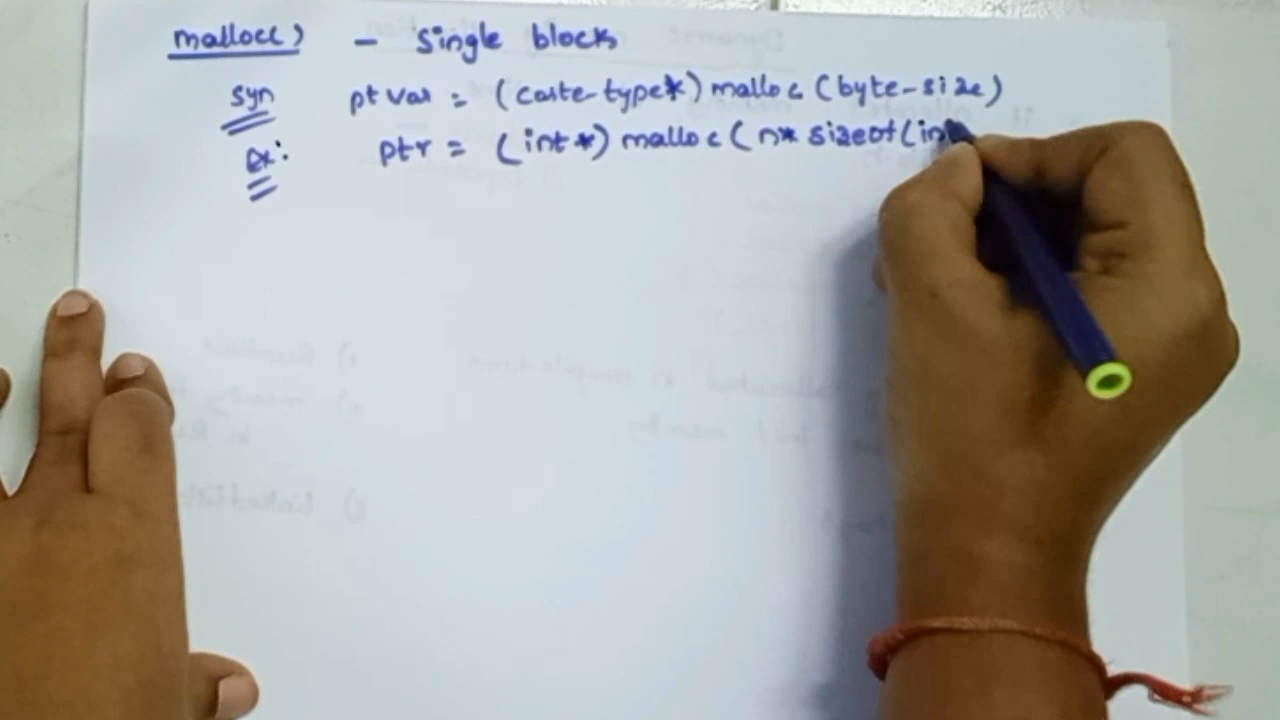 malloc() - single block
syn ptvar = (caste-type*) malloc (byte-size)
ex: ptr = (int*) malloc (n* sizeof(in